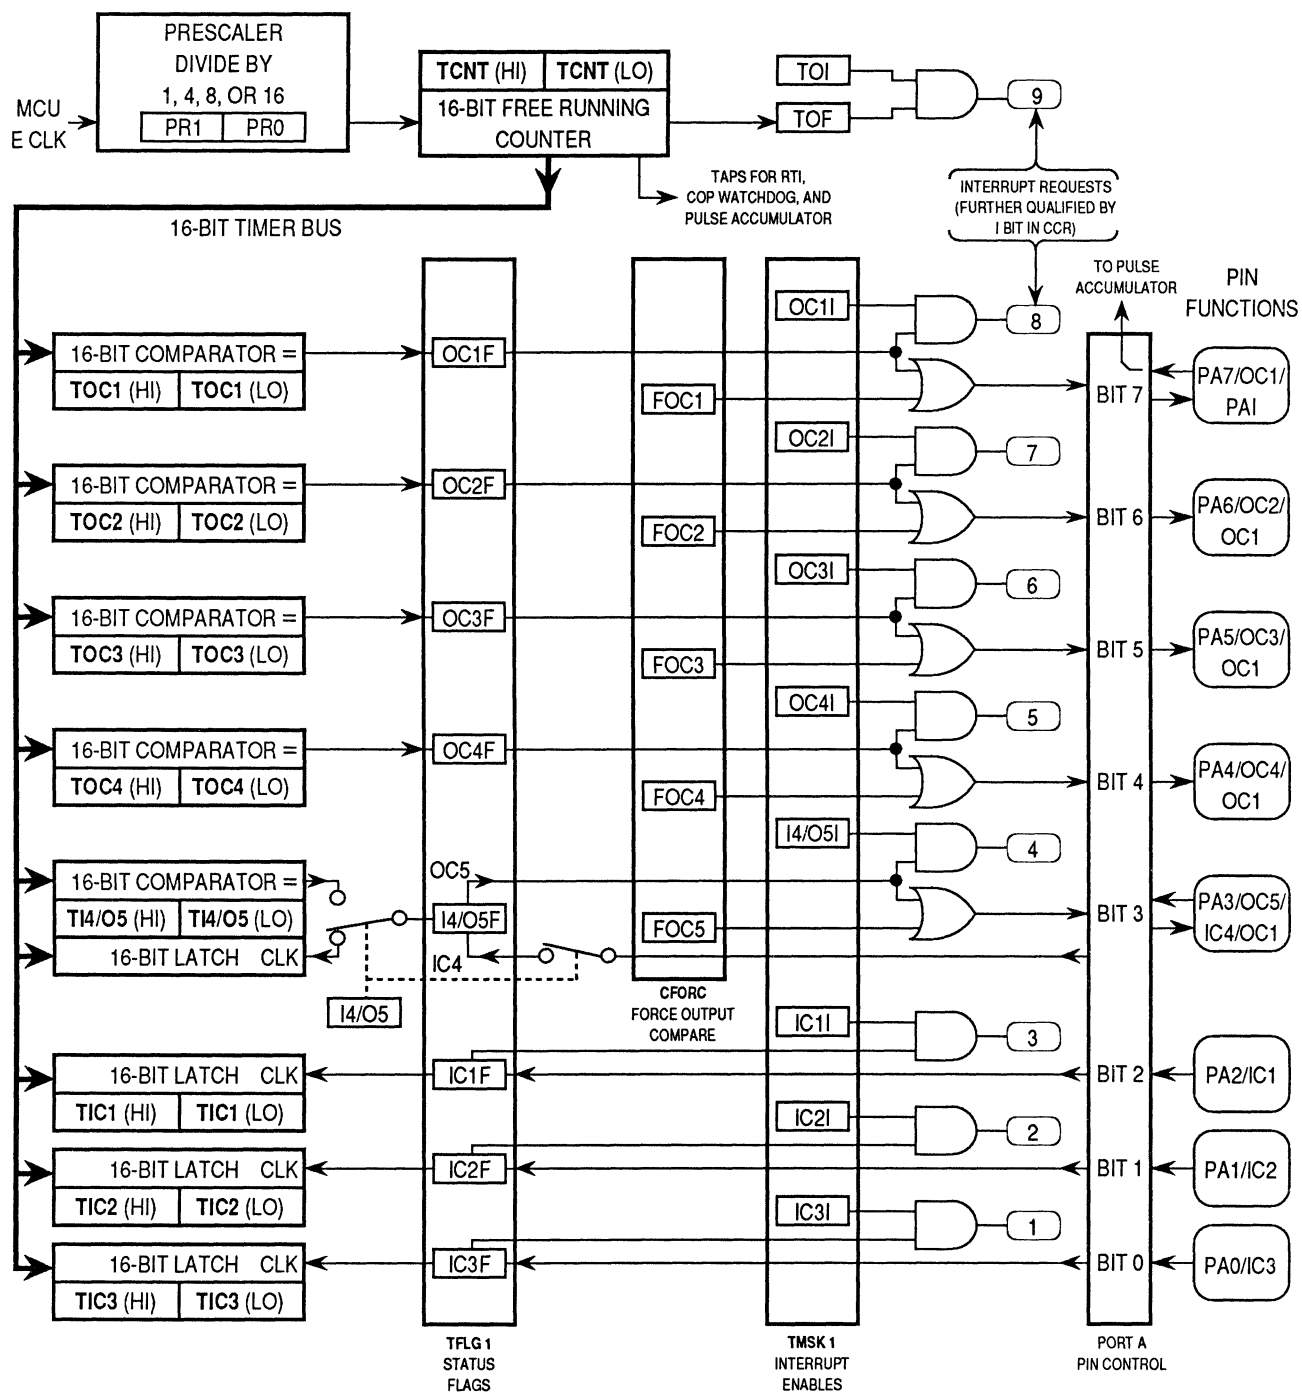 PRESCALER
DIVIDE BY
1, 4, 8, OR 16
PR1 PR0
MCU
E CLK
TCNT (HI) TCNT (LO)
16-BIT FREE RUNNING
COUNTER
TOI
TOF
9
TAPS FOR RTI,
COP WATCHDOG, AND
PULSE ACCUMULATOR
INTERRUPT REQUESTS
(FURTHER QUALIFIED BY
I BIT IN CCR)
16-BIT TIMER BUS
TO PULSE
ACCUMULATOR
PIN
FUNCTIONS
OC1I
8
16-BIT COMPARATOR =
TOC1 (HI) TOC1 (LO)
OC1F
FOC1
BIT 7
PA7/OC1/
PAI
OC2I
7
16-BIT COMPARATOR =
TOC2 (HI) TOC2 (LO)
OC2F
FOC2
BIT 6
PA6/OC2/
OC1
OC3I
6
16-BIT COMPARATOR =
TOC3 (HI) TOC3 (LO)
OC3F
FOC3
BIT 5
PA5/OC3/
OC1
OC4I
5
16-BIT COMPARATOR =
TOC4 (HI) TOC4 (LO)
OC4F
FOC4
BIT 4
PA4/OC4/
OC1
I4/O5I
4
16-BIT COMPARATOR =
TI4/O5 (HI) TI4/O5 (LO)
16-BIT LATCH CLK
OC5
I4/O5F
IC4
FOC5
BIT 3
PA3/OC5/
IC4/OC1
I4/O5
CFORC
FORCE OUTPUT
COMPARE
IC1I
3
16-BIT LATCH CLK
TIC1 (HI) TIC1 (LO)
IC1F
BIT 2
PA2/IC1
IC2I
2
16-BIT LATCH CLK
TIC2 (HI) TIC2 (LO)
IC2F
BIT 1
PA1/IC2
IC3I
1
16-BIT LATCH CLK
TIC3 (HI) TIC3 (LO)
IC3F
BIT 0
PA0/IC3
TFLG 1
STATUS
FLAGS
TMSK 1
INTERRUPT
ENABLES
PORT A
PIN CONTROL